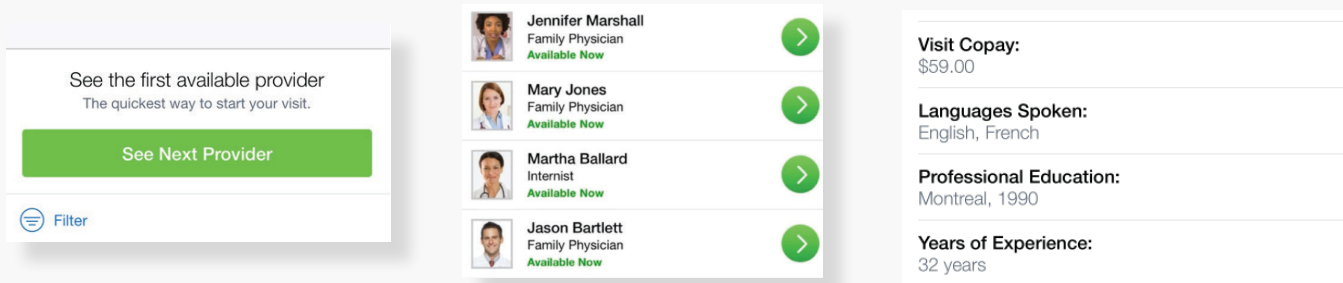 See the first available provider
The quickest way to start your visit.
See Next Provider
Filter
Jennifer Marshall
Family Physician
Available Now
Mary Jones
Family Physician
Available Now
Martha Ballard
Internist
Available Now
Jason Bartlett
Family Physician
Available Now
Visit Copay:
$59.00
Languages Spoken:
English, French
Professional Education:
Montreal, 1990
Years of Experience:
32 years